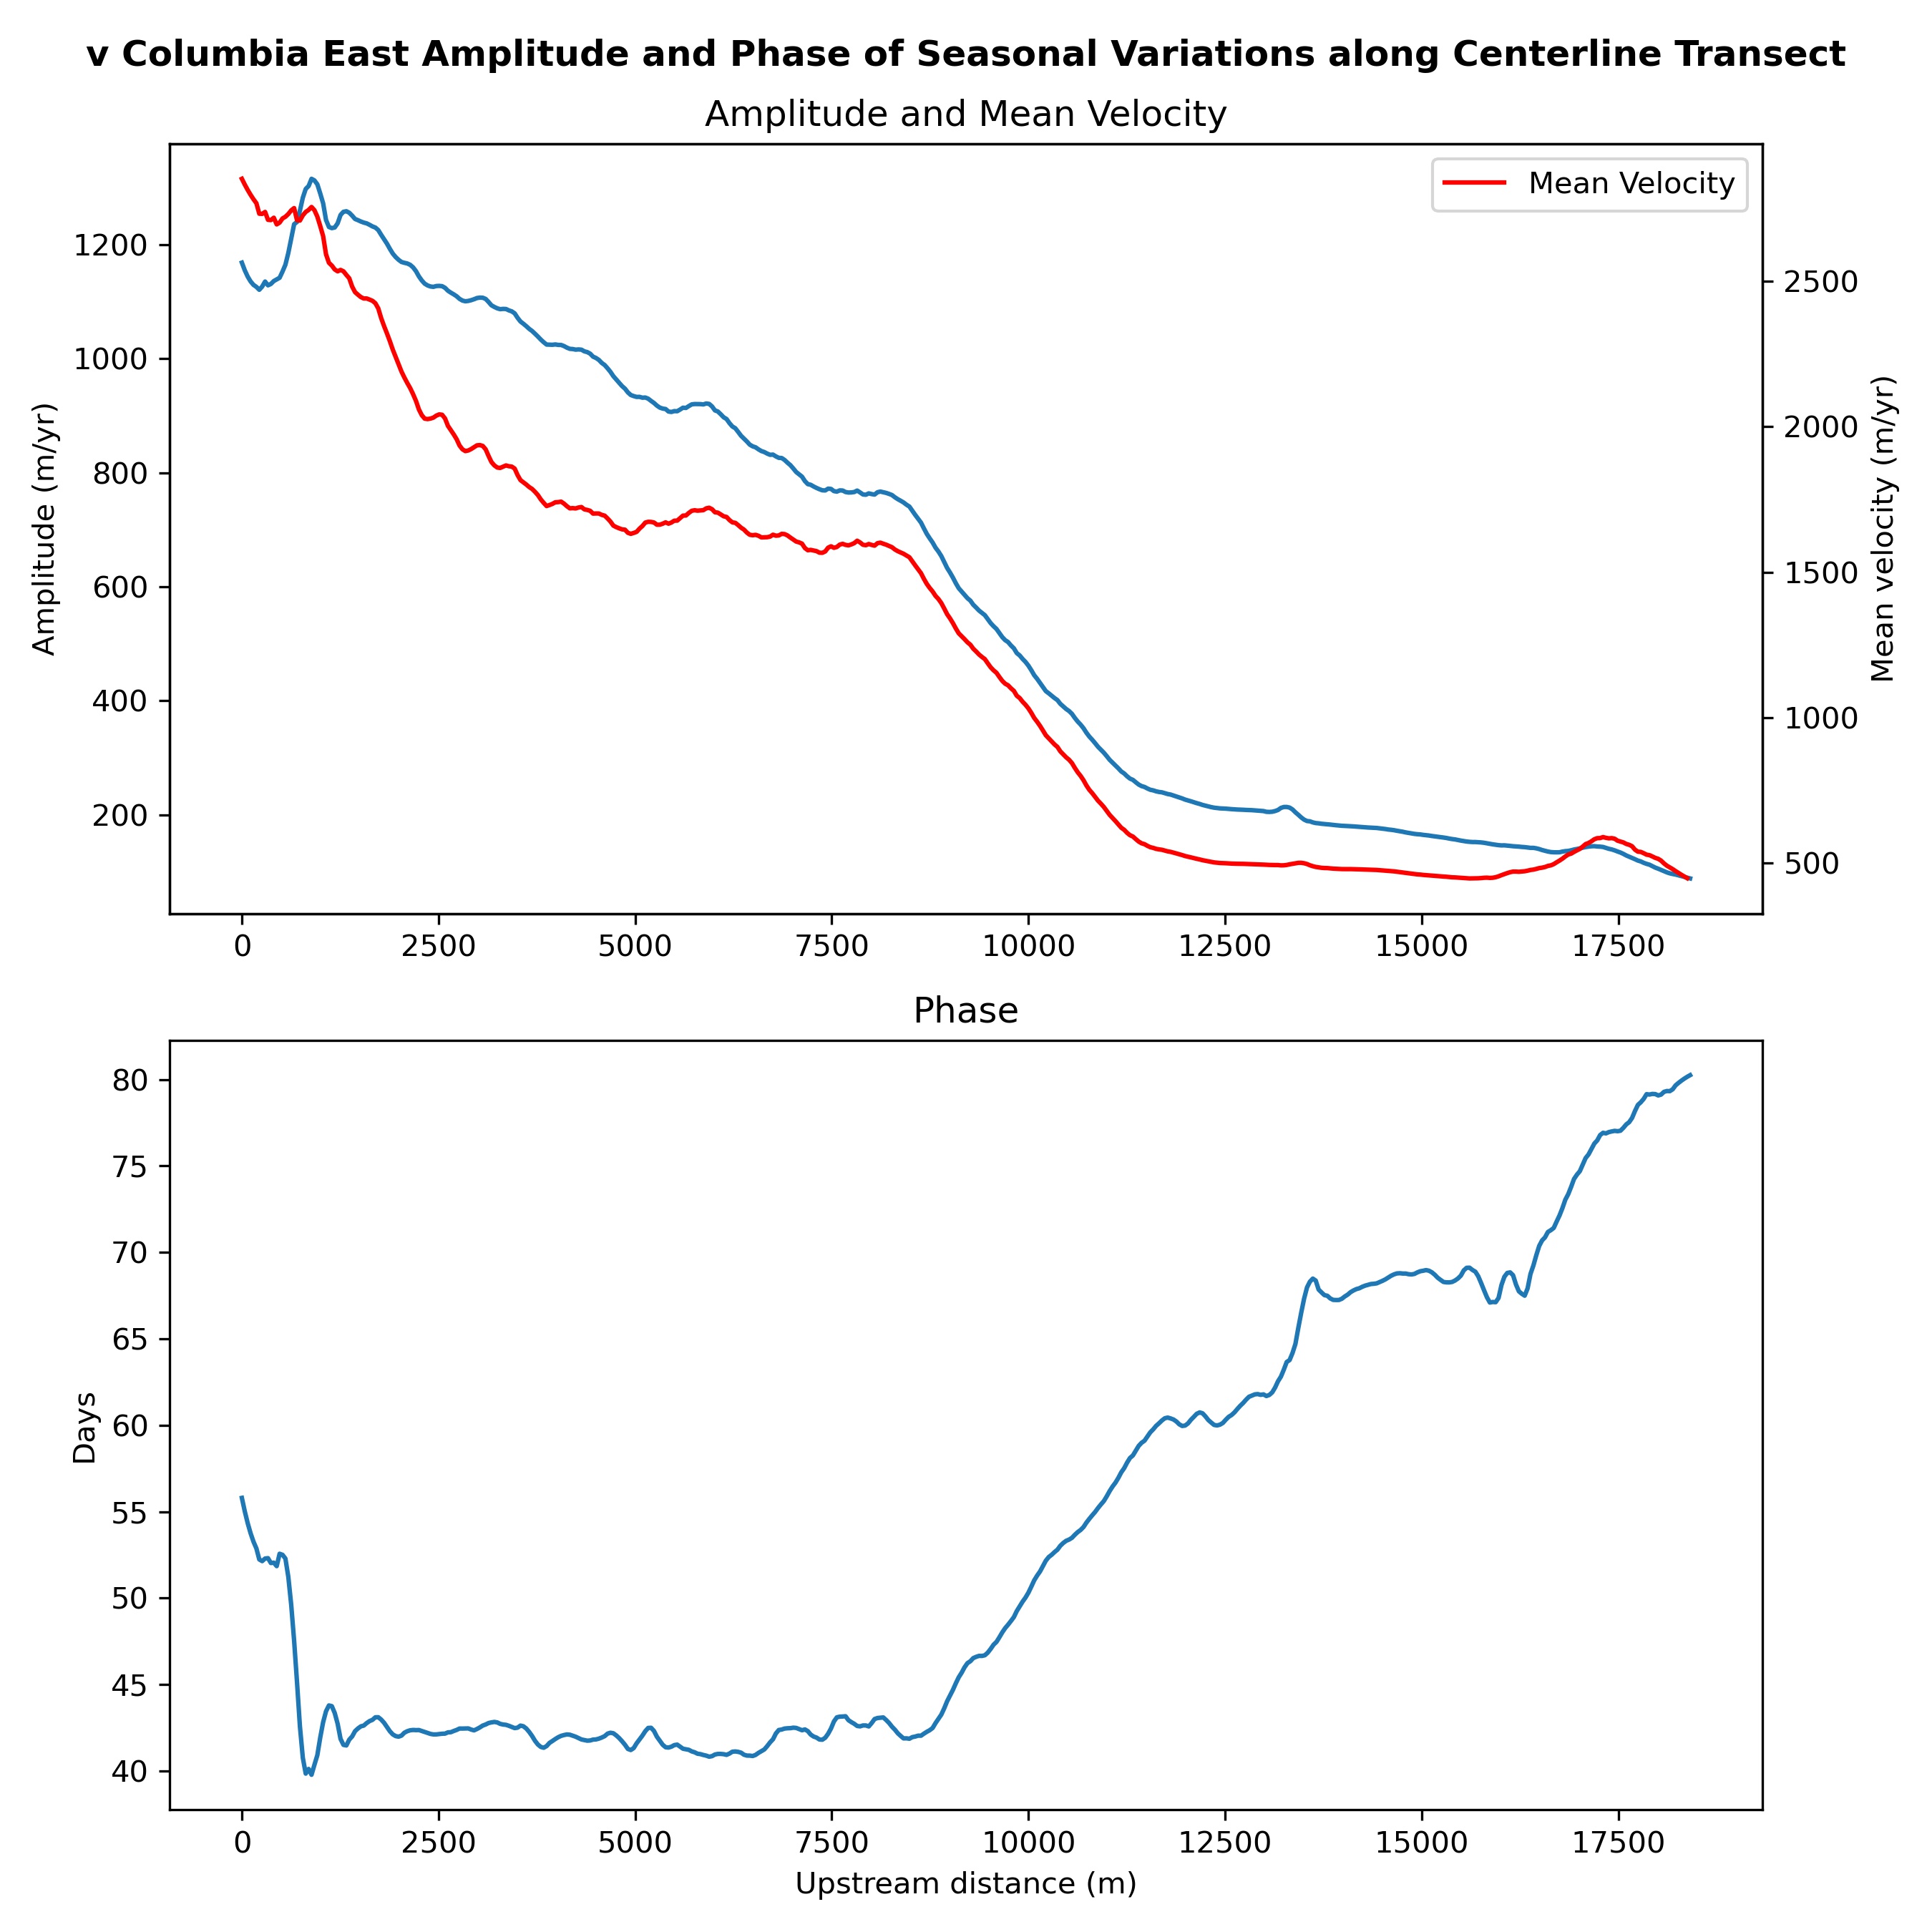 v Columbia East Amplitude and Phase of Seasonal Variations along Centerline Transect
Amplitude and Mean Velocity
Mean Velocity
Amplitude (m/yr)
1200
1000
800
600
400
200
Mean velocity (m/yr)
2500
2000
1500
1000
500
0 2500 5000 7500 10000 12500 15000 17500
Phase
Days
80
75
70
65
60
55
50
45
40
0 2500 5000 7500 10000 12500 15000 17500
Upstream distance (m)